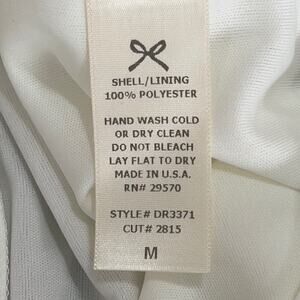 SHELL/LINING
100% POLYESTER
HAND WASH COLD
OR DRY CLEAN
DO NOT BLEACH
LAY FLAT TO DRY
MADE IN U.S.A.
RN# 29570
STYLE# DR3371
CUT# 2815
M